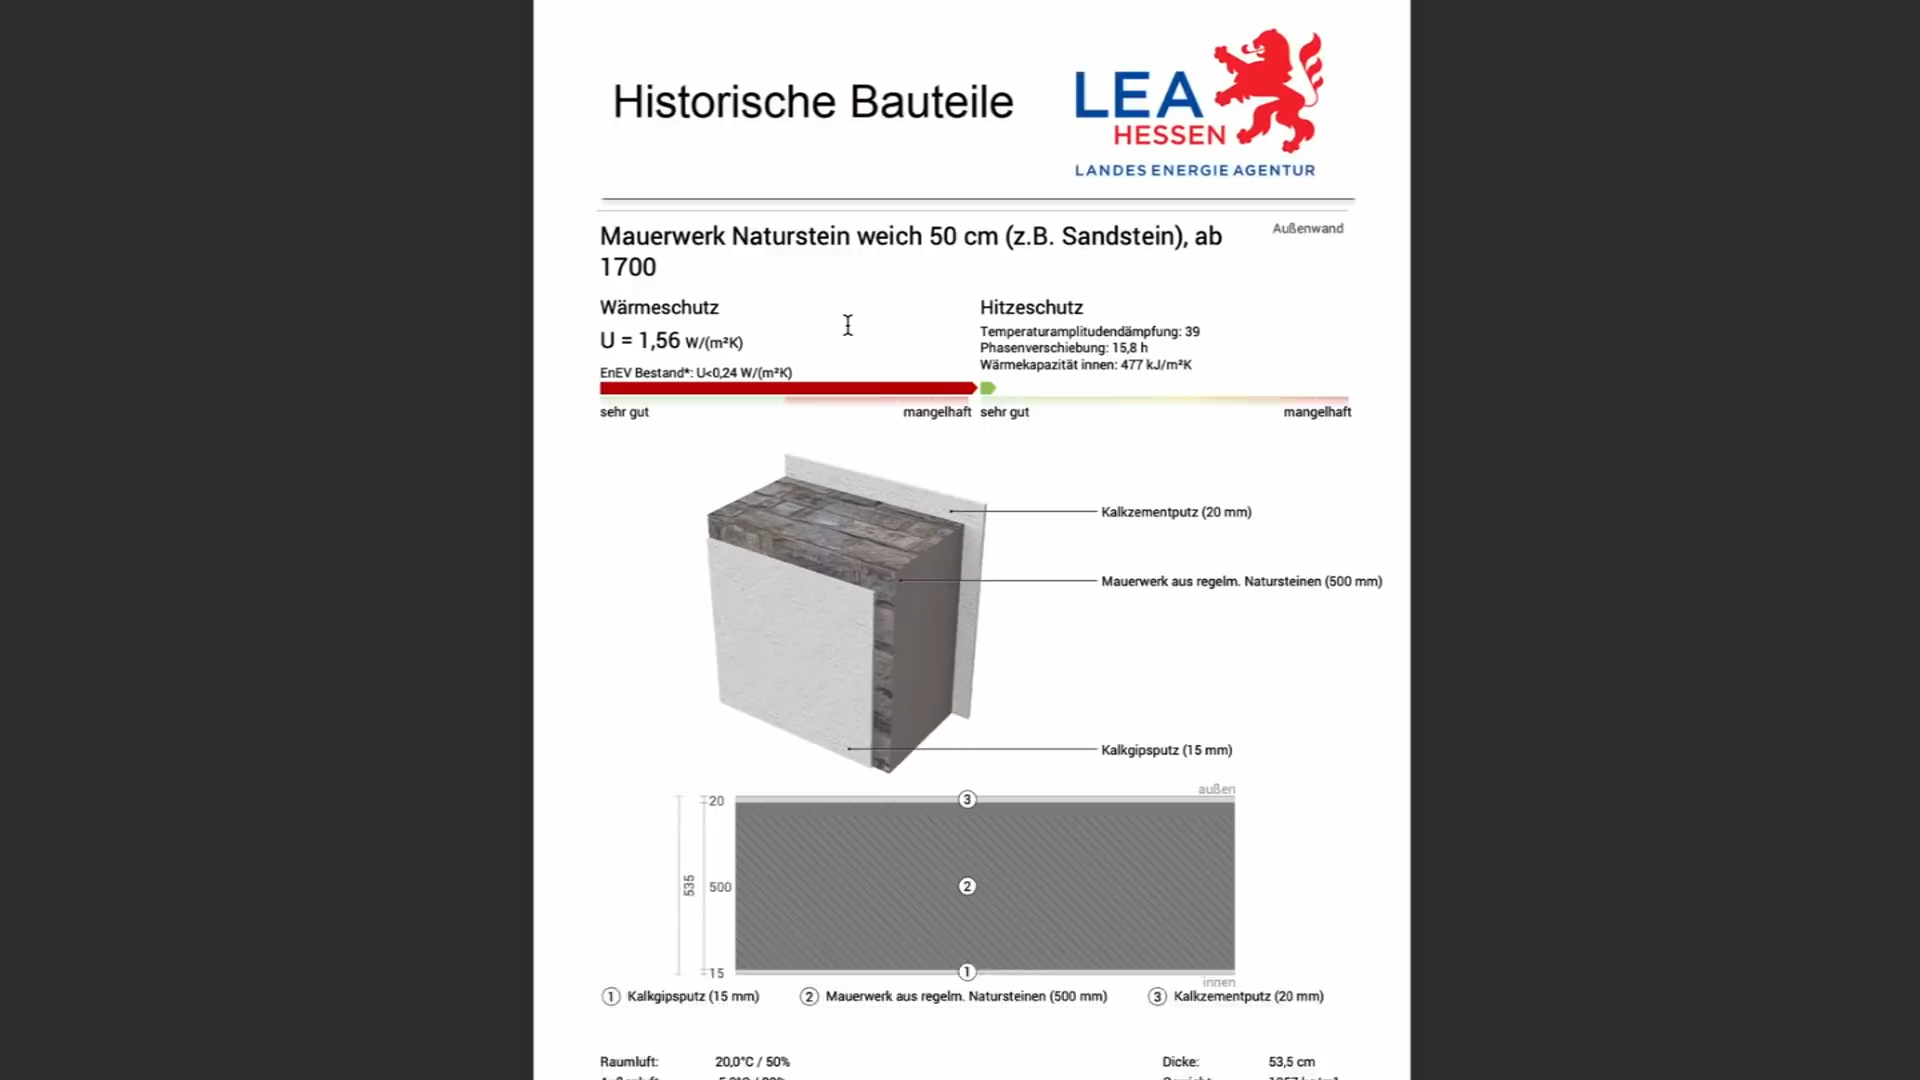 Historische Bauteile
LEA
HESSEN
LANDESENERGIEAGENTUR
Mauerwerk Naturstein weich 50 cm (z.B. Sandstein), ab
1700
Außenwand
Wärmeschutz
U = 1,56 W/(m²K)
EnEV Bestand*: U<0,24 W/(m²K)
sehr gut mangelhaft
Hitzeschutz
Temperaturamplitudendämpfung: 39
Phasenverschiebung: 15,8 h
Wärmekapazität innen: 477 kJ/m²K
sehr gut mangelhaft
Kalkzementputz (20 mm)
Mauerwerk aus regelm. Natursteinen (500 mm)
Kalkgipsputz (15 mm)
außen
20
3
535
500
2
15
1
innen
1 Kalkgipsputz (15 mm) 2 Mauerwerk aus regelm. Natursteinen (500 mm) 3 Kalkzementputz (20 mm)
Raumluft: 20,0°C / 50% Dicke: 53,5 cm